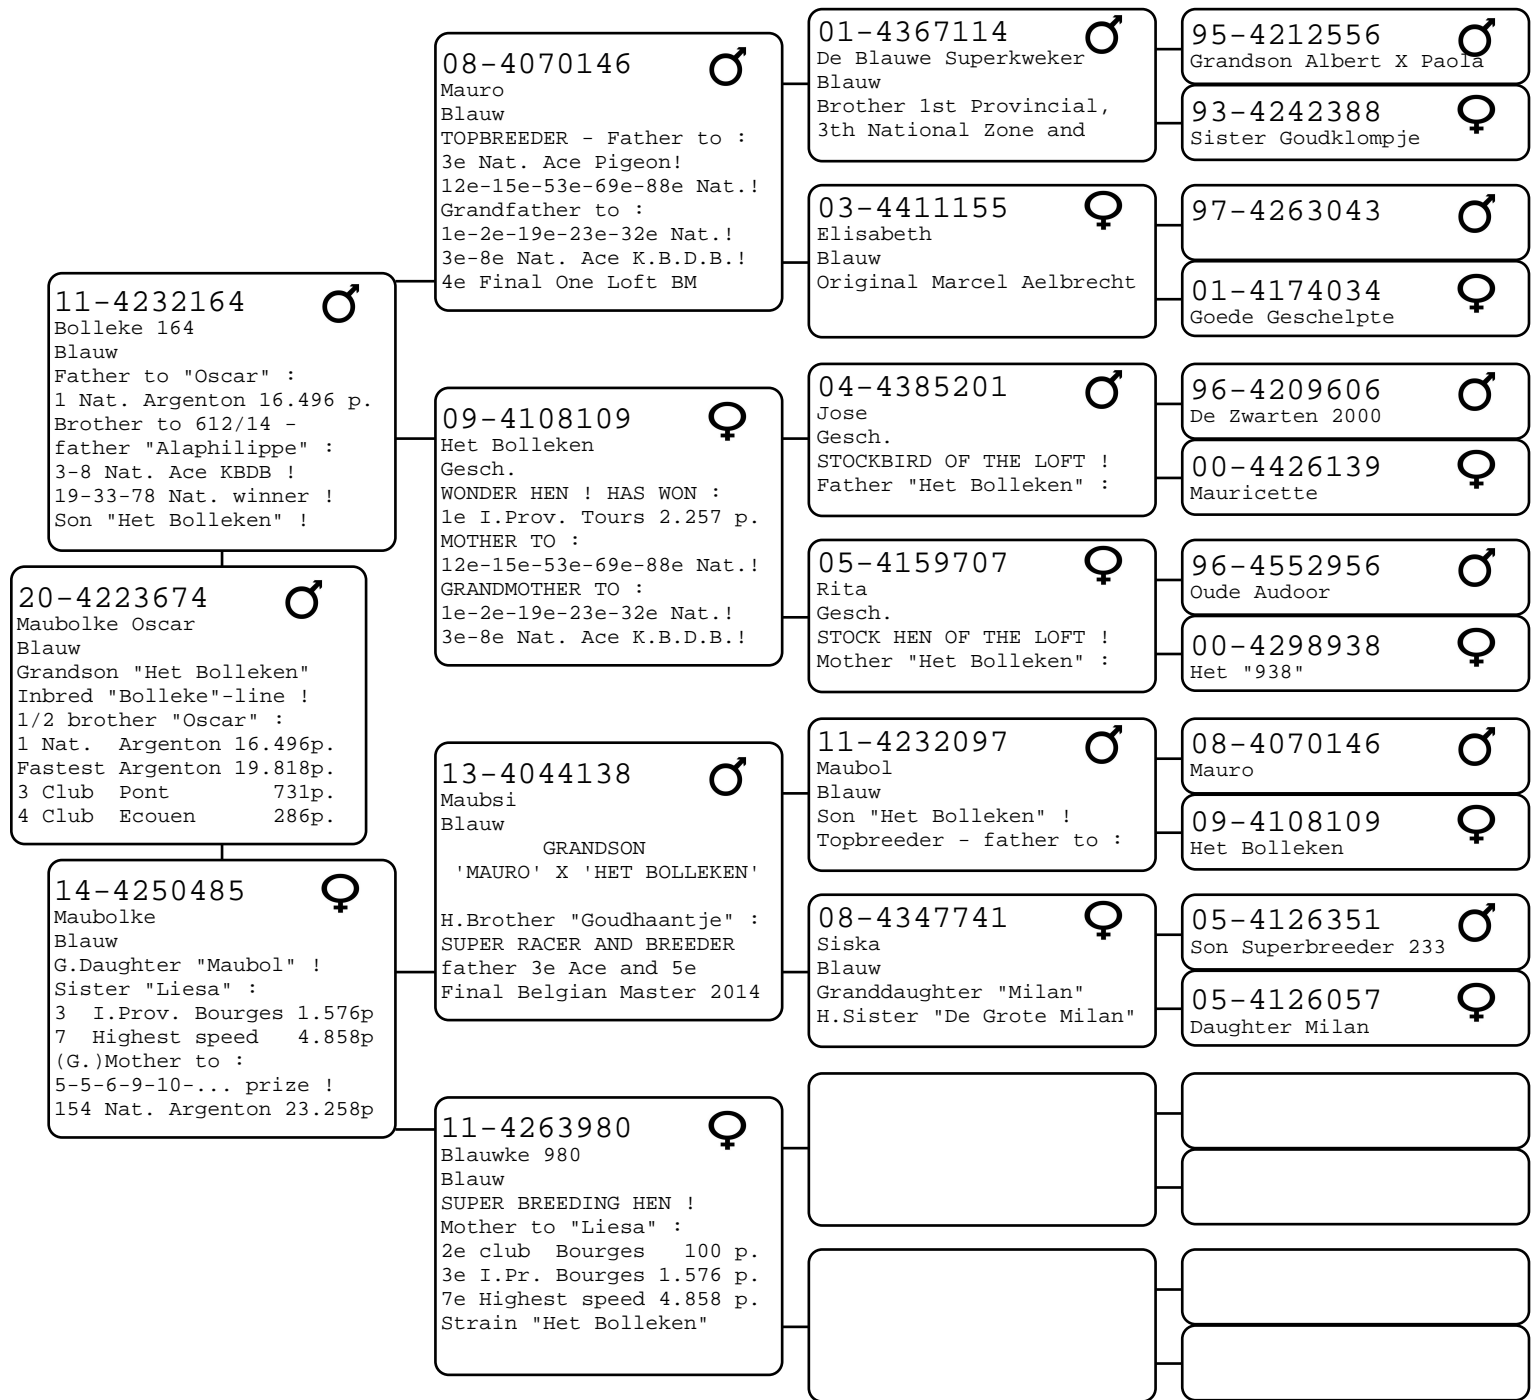 20-4223674
Maubolke Oscar
Blauw
Grandson "Het Bolleken"
Inbred "Bolleke"-line !
1/2 brother "Oscar" :
1 Nat.  Argenton 16.496p.
Fastest Argenton 19.818p.
3 Club  Pont       731p.
4 Club  Ecouen     286p.
11-4232164
Bolleke 164
Blauw
Father to "Oscar" :
1 Nat. Argenton 16.496 p.
Brother to 612/14 -
father "Alaphilippe" :
3-8 Nat. Ace KBDB !
19-33-78 Nat. winner !
Son "Het Bolleken" !
14-4250485
Maubolke
Blauw
G.Daughter "Maubol" !
Sister "Liesa" :
3  I.Prov. Bourges 1.576p
7  Highest speed   4.858p
(G.)Mother to :
5-5-6-9-10-... prize !
154 Nat. Argenton 23.258p
08-4070146
Mauro
Blauw
TOPBREEDER - Father to :
3e Nat. Ace Pigeon!
12e-15e-53e-69e-88e Nat.!
Grandfather to :
1e-2e-19e-23e-32e Nat.!
3e-8e Nat. Ace K.B.D.B.!
4e Final One Loft BM
09-4108109
Het Bolleken
Gesch.
WONDER HEN ! HAS WON :
1e I.Prov. Tours 2.257 p.
MOTHER TO :
12e-15e-53e-69e-88e Nat.!
GRANDMOTHER TO :
1e-2e-19e-23e-32e Nat.!
3e-8e Nat. Ace K.B.D.B.!
13-4044138
Maubsi
Blauw
GRANDSON
'MAURO' X 'HET BOLLEKEN'
H.Brother "Goudhaantje" :
SUPER RACER AND BREEDER
father 3e Ace and 5e
Final Belgian Master 2014
11-4263980
Blauwke 980
Blauw
SUPER BREEDING HEN !
Mother to "Liesa" :
2e club  Bourges   100 p.
3e I.Pr. Bourges 1.576 p.
7e Highest speed 4.858 p.
Strain "Het Bolleken"
01-4367114
De Blauwe Superkweker
Blauw
Brother 1st Provincial,
3th National Zone and
03-4411155
Elisabeth
Blauw
Original Marcel Aelbrecht
04-4385201
Jose
Gesch.
STOCKBIRD OF THE LOFT !
Father "Het Bolleken" :
05-4159707
Rita
Gesch.
STOCK HEN OF THE LOFT !
Mother "Het Bolleken" :
11-4232097
Maubol
Blauw
Son "Het Bolleken" !
Topbreeder - father to :
08-4347741
Siska
Blauw
Granddaughter "Milan"
H.Sister "De Grote Milan"
95-4212556
Grandson Albert X Paola
93-4242388
Sister Goudklompje
97-4263043
01-4174034
Goede Geschelpte
96-4209606
De Zwarten 2000
00-4426139
Mauricette
96-4552956
Oude Audoor
00-4298938
Het "938"
08-4070146
Mauro
09-4108109
Het Bolleken
05-4126351
Son Superbreeder 233
05-4126057
Daughter Milan